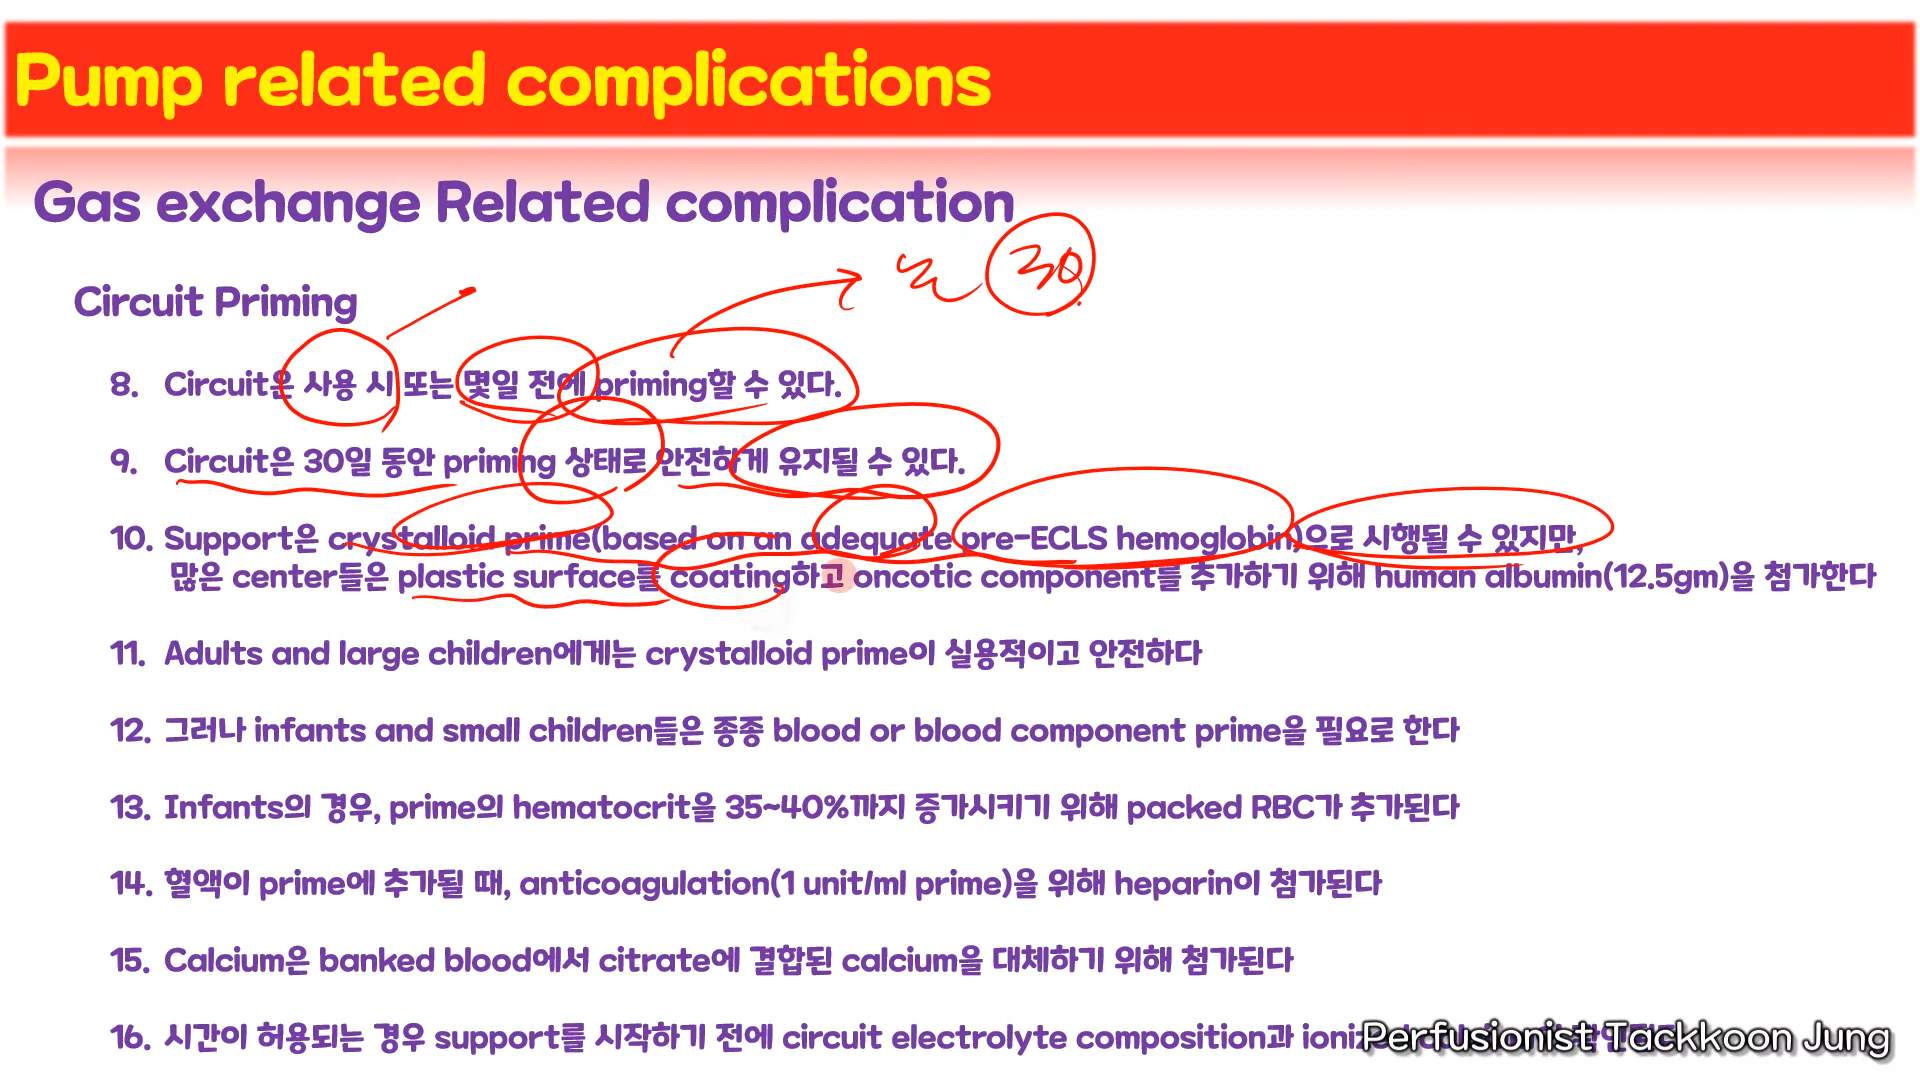 Pump related complications
Gas exchange Related complication
30
Circuit Priming
8. Circuit은 사용 시 또는 몇일 전에 priming할 수 있다.
9. Circuit은 30일 동안 priming 상태로 안전하게 유지될 수 있다.
10. Support은 crystalloid prime(based on an adequate pre-ECLS hemoglobin)으로 시행될 수 있지만,
많은 center들은 plastic surface를 coating하고 oncotic component를 추가하기 위해 human albumin(12.5gm)을 첨가한다
11. Adults and large children에게는 crystalloid prime이 실용적이고 안전하다
12. 그러나 infants and small children들은 종종 blood or blood component prime을 필요로 한다
13. Infants의 경우, prime의 hematocrit을 35~40%까지 증가시키기 위해 packed RBC가 추가된다
14. 혈액이 prime에 추가될 때, anticoagulation(1 unit/ml prime)을 위해 heparin이 첨가된다
15. Calcium은 banked blood에서 citrate에 결합된 calcium을 대체하기 위해 첨가된다
16. 시간이 허용되는 경우 support를 시작하기 전에 circuit electrolyte composition과
Perfusionist Tackkoon Jung